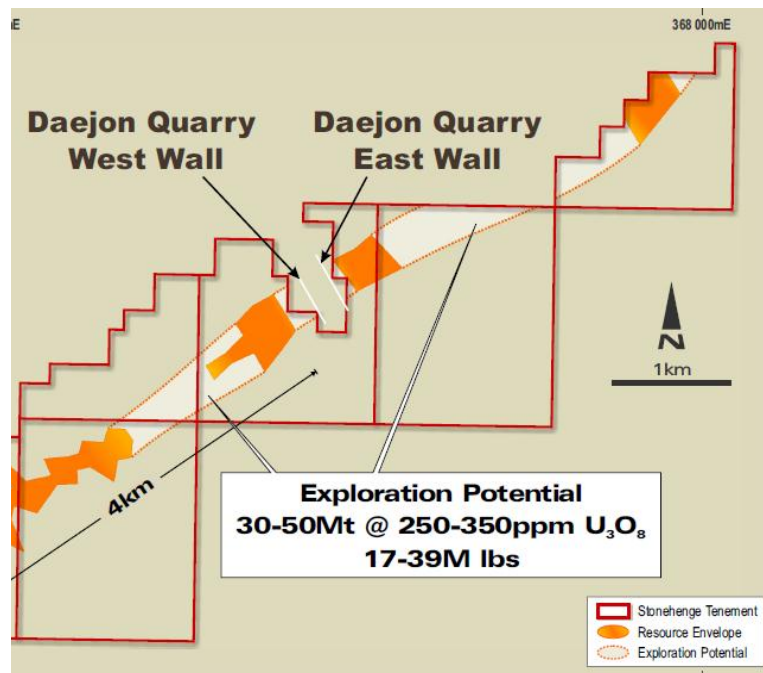 mE
368 000mE
Daejon Quarry
West Wall
Daejon Quarry
East Wall
N
1km
4km
Exploration Potential
30-50Mt @ 250-350ppm U₃O₈
17-39M lbs
Stonehenge Tenement
Resource Envelope
Exploration Potential